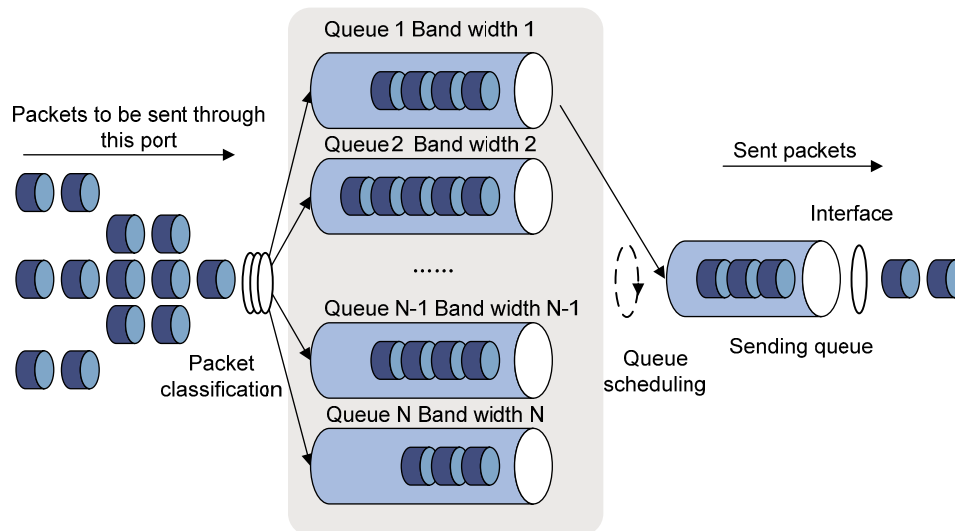 Packets to be sent through
this port
Queue 1 Band width 1
Queue2 Band width 2
......
Queue N-1 Band width N-1
Queue N Band width N
Packet
classification
Sent packets
Interface
Queue
scheduling
Sending queue